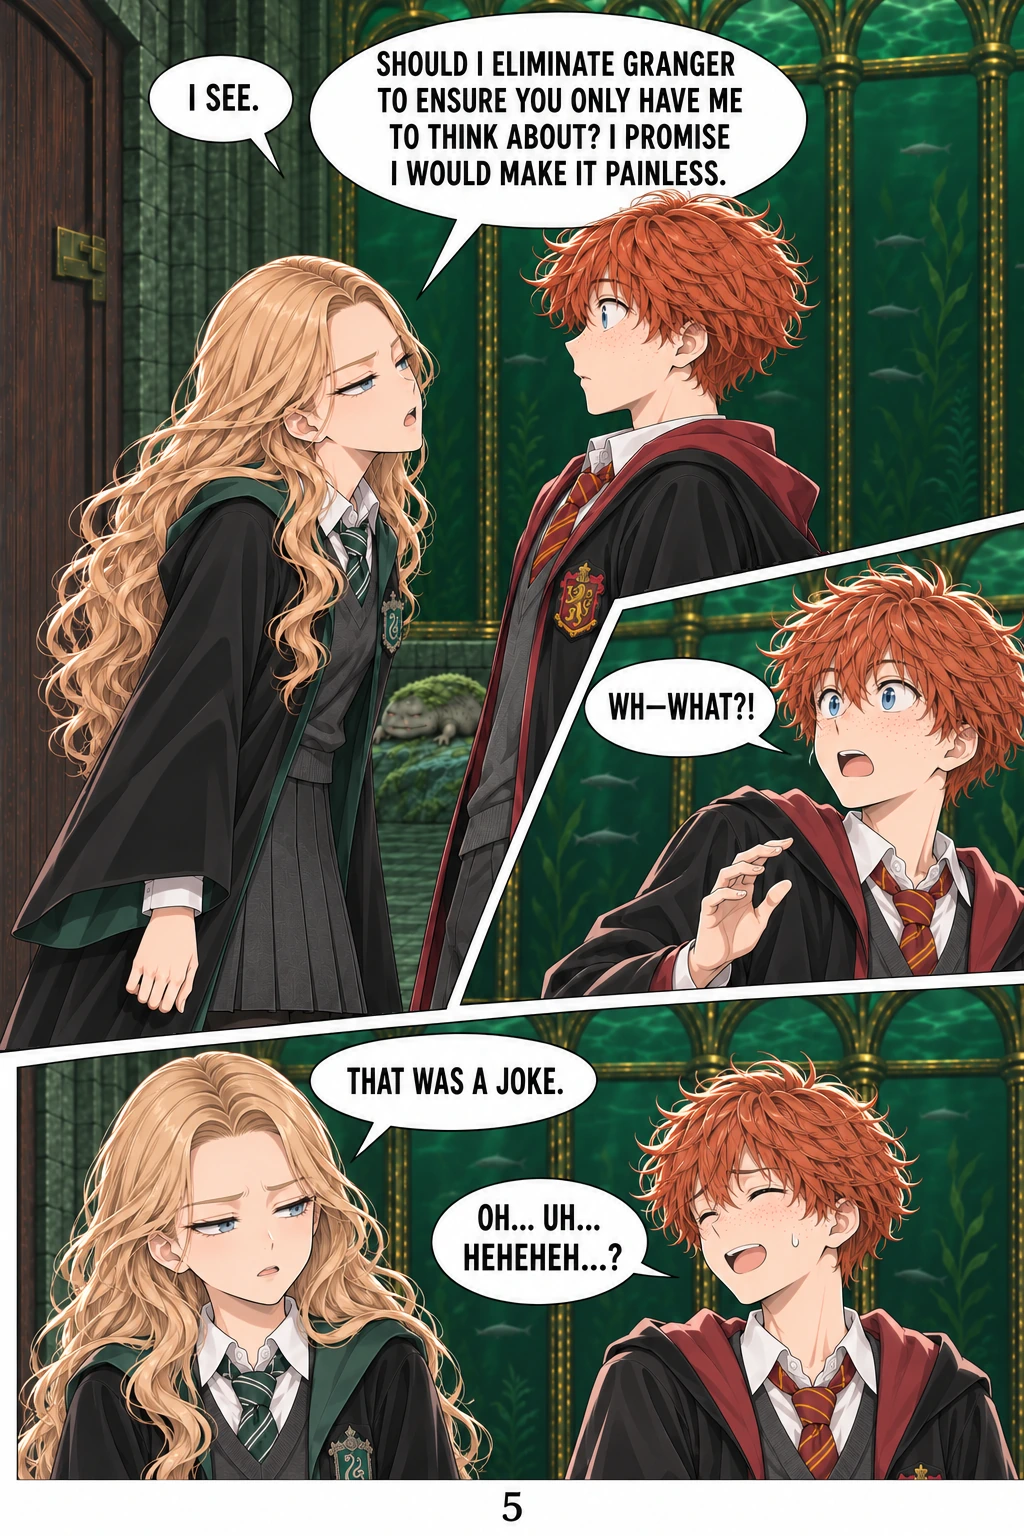 I SEE.
SHOULD I ELIMINATE GRANGER
TO ENSURE YOU ONLY HAVE ME
TO THINK ABOUT? I PROMISE
I WOULD MAKE IT PAINLESS.
WH—WHAT?!
THAT WAS A JOKE.
OH... UH...
HEHEHEH...?
5